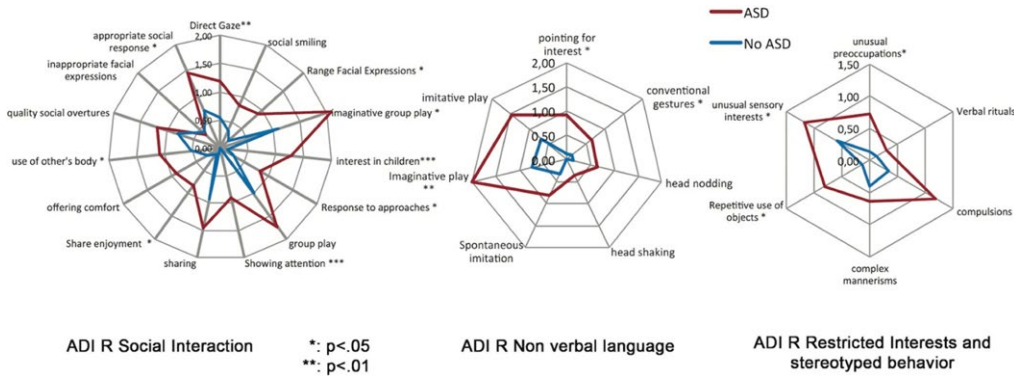 ASD
No ASD
Direct Gaze**
2,00
1,50
1,00
0,50
0,00
social smiling
Range Facial Expressions *
Imaginative group play *
interest in children***
Response to approaches *
group play
Showing attention ***
sharing
Share enjoyment *
offering comfort
use of other's body *
quality social overtures
inappropriate facial
expressions
appropriate social
response *
ADI R Social Interaction
*: p<.05
**: p<.01
pointing for
interest *
2,00
1,50
1,00
0,50
0,00
conventional
gestures *
head nodding
head shaking
Spontaneous
imitation
Imaginative play
**
imitative play
ADI R Non verbal language
unusual
preoccupations*
1,50
1,00
0,50
0,00
Verbal rituals
compulsions
complex
mannerisms
Repetitive use of
objects *
unusual sensory
interests *
ADI R Restricted Interests and
stereotyped behavior